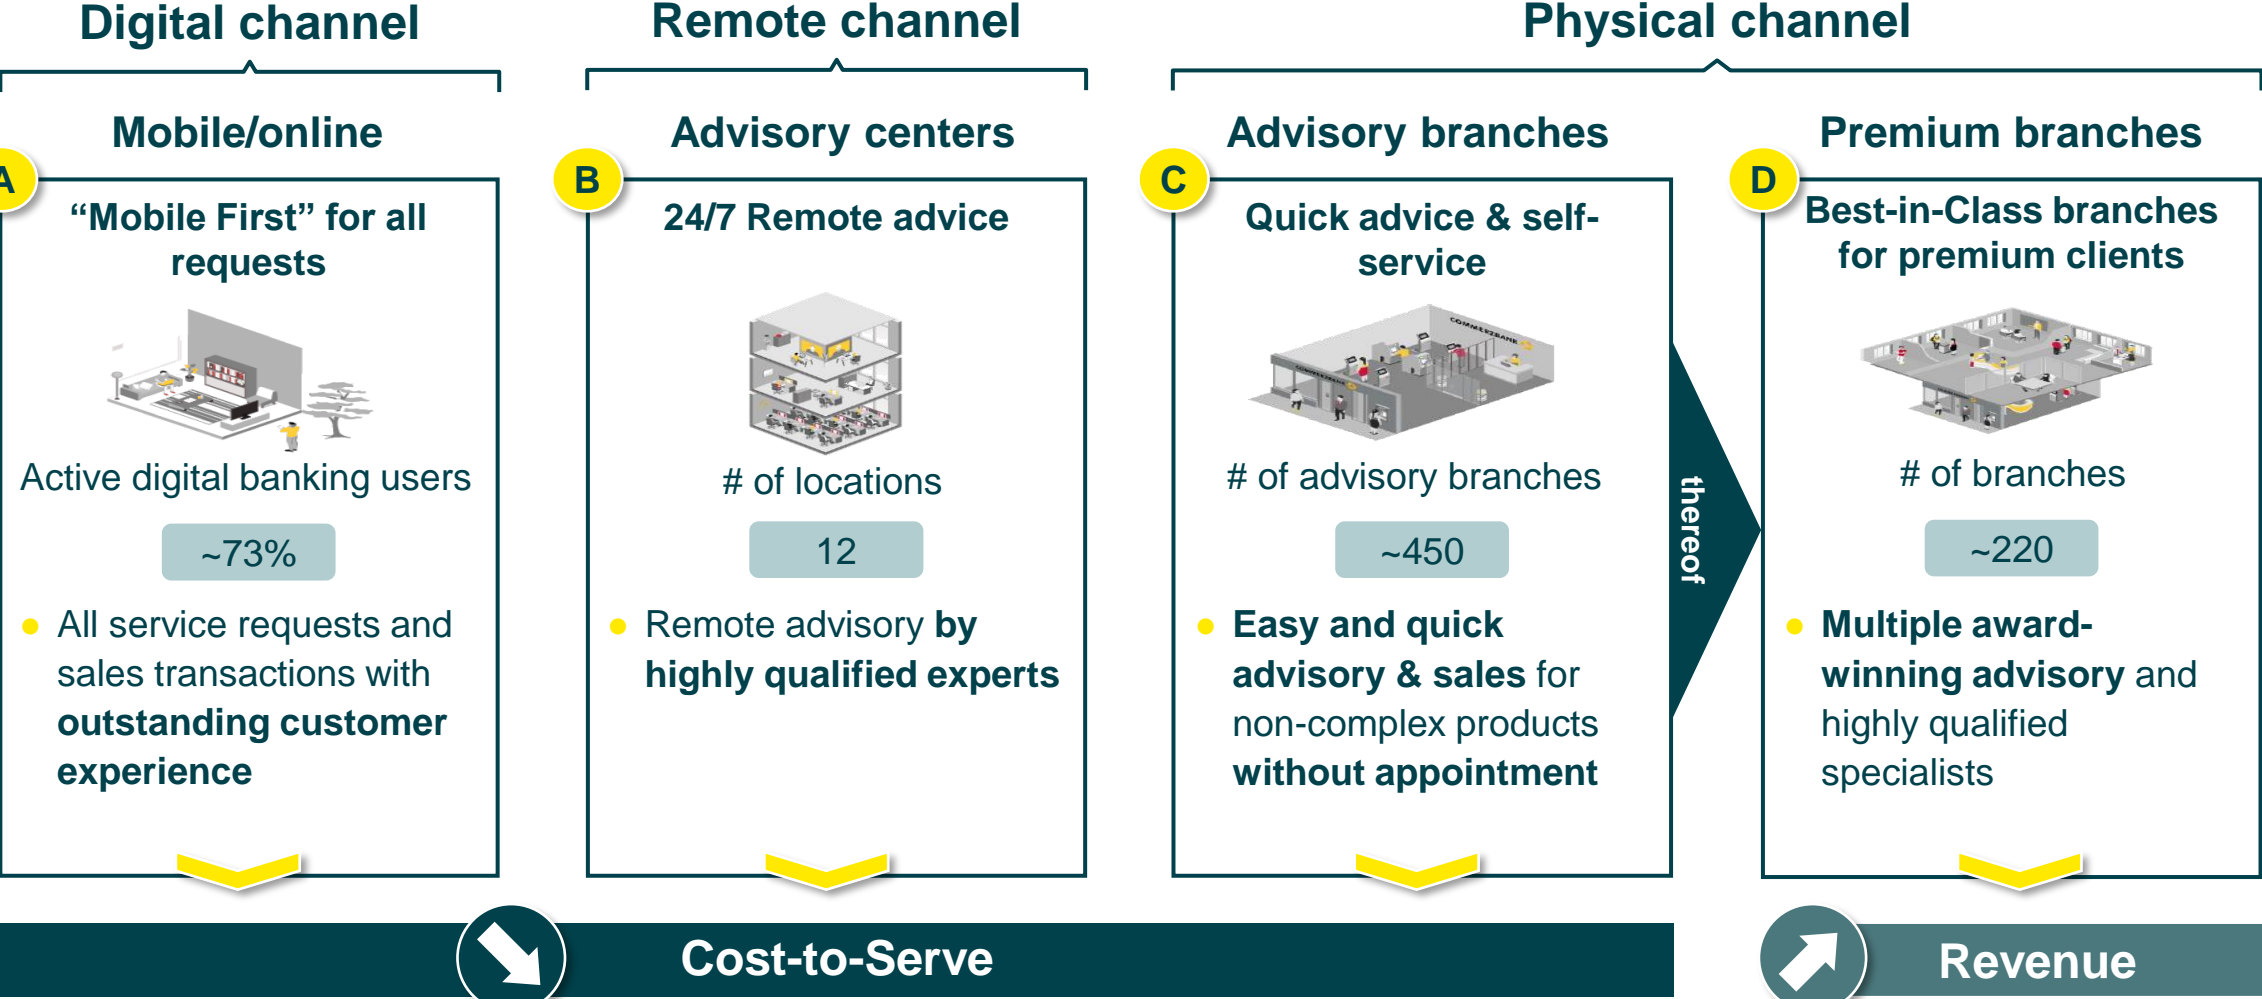 Digital channel
Remote channel
Physical channel
Mobile/online
Advisory centers
Advisory branches
Premium branches
A
“Mobile First” for all
requests
Active digital banking users
~73%
All service requests and
sales transactions with
outstanding customer
experience
B
24/7 Remote advice
# of locations
12
Remote advisory by
highly qualified experts
C
Quick advice & self-
service
COMMERZBANK
COMMERZBANK
# of advisory branches
~450
Easy and quick
advisory & sales for
non-complex products
without appointment
thereof
D
Best-in-Class branches
for premium clients
# of branches
~220
Multiple award-
winning advisory and
highly qualified
specialists
Cost-to-Serve
Revenue